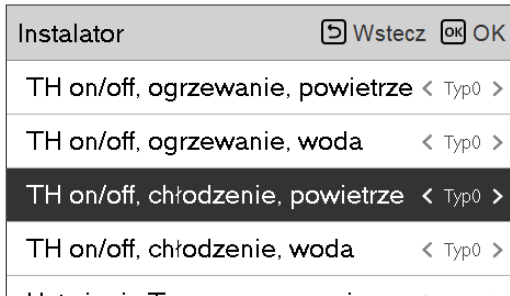 Instalator Wstecz OK OK
TH on/off, ogrzewanie, powietrze < Typ0 >
TH on/off, ogrzewanie, woda < Typ0 >
TH on/off, chłodzenie, powietrze < Typ0 >
TH on/off, chłodzenie, woda < Typ0 >